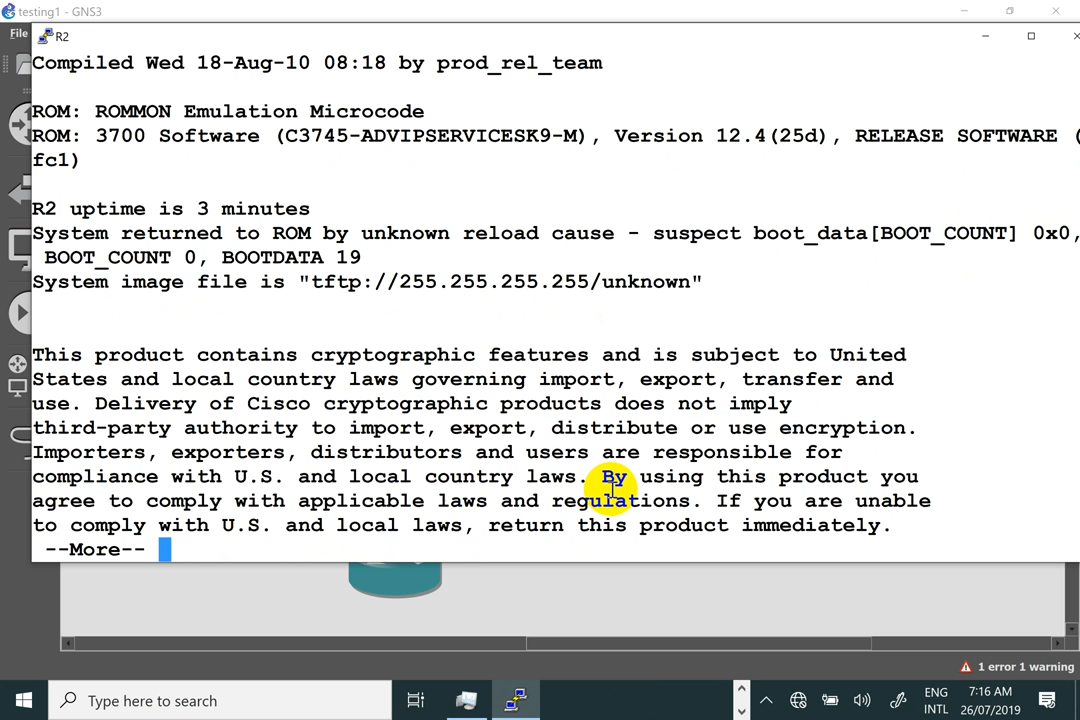 testing1 - GNS3
File
R2
Compiled Wed 18-Aug-10 08:18 by prod_rel_team
ROM: ROMMON Emulation Microcode
ROM: 3700 Software (C3745-ADVIPSERVICESK9-M), Version 12.4(25d), RELEASE SOFTWARE (
fc1)
R2 uptime is 3 minutes
System returned to ROM by unknown reload cause - suspect boot_data[BOOT_COUNT] 0x0,
BOOT_COUNT 0, BOOTDATA 19
System image file is "tftp://255.255.255.255/unknown"
This product contains cryptographic features and is subject to United
States and local country laws governing import, export, transfer and
use. Delivery of Cisco cryptographic products does not imply
third-party authority to import, export, distribute or use encryption.
Importers, exporters, distributors and users are responsible for
compliance with U.S. and local country laws. By using this product you
agree to comply with applicable laws and regulations. If you are unable
to comply with U.S. and local laws, return this product immediately.
--More--
1 error 1 warning
Type here to search
ENG
INTL
7:16 AM
26/07/2019